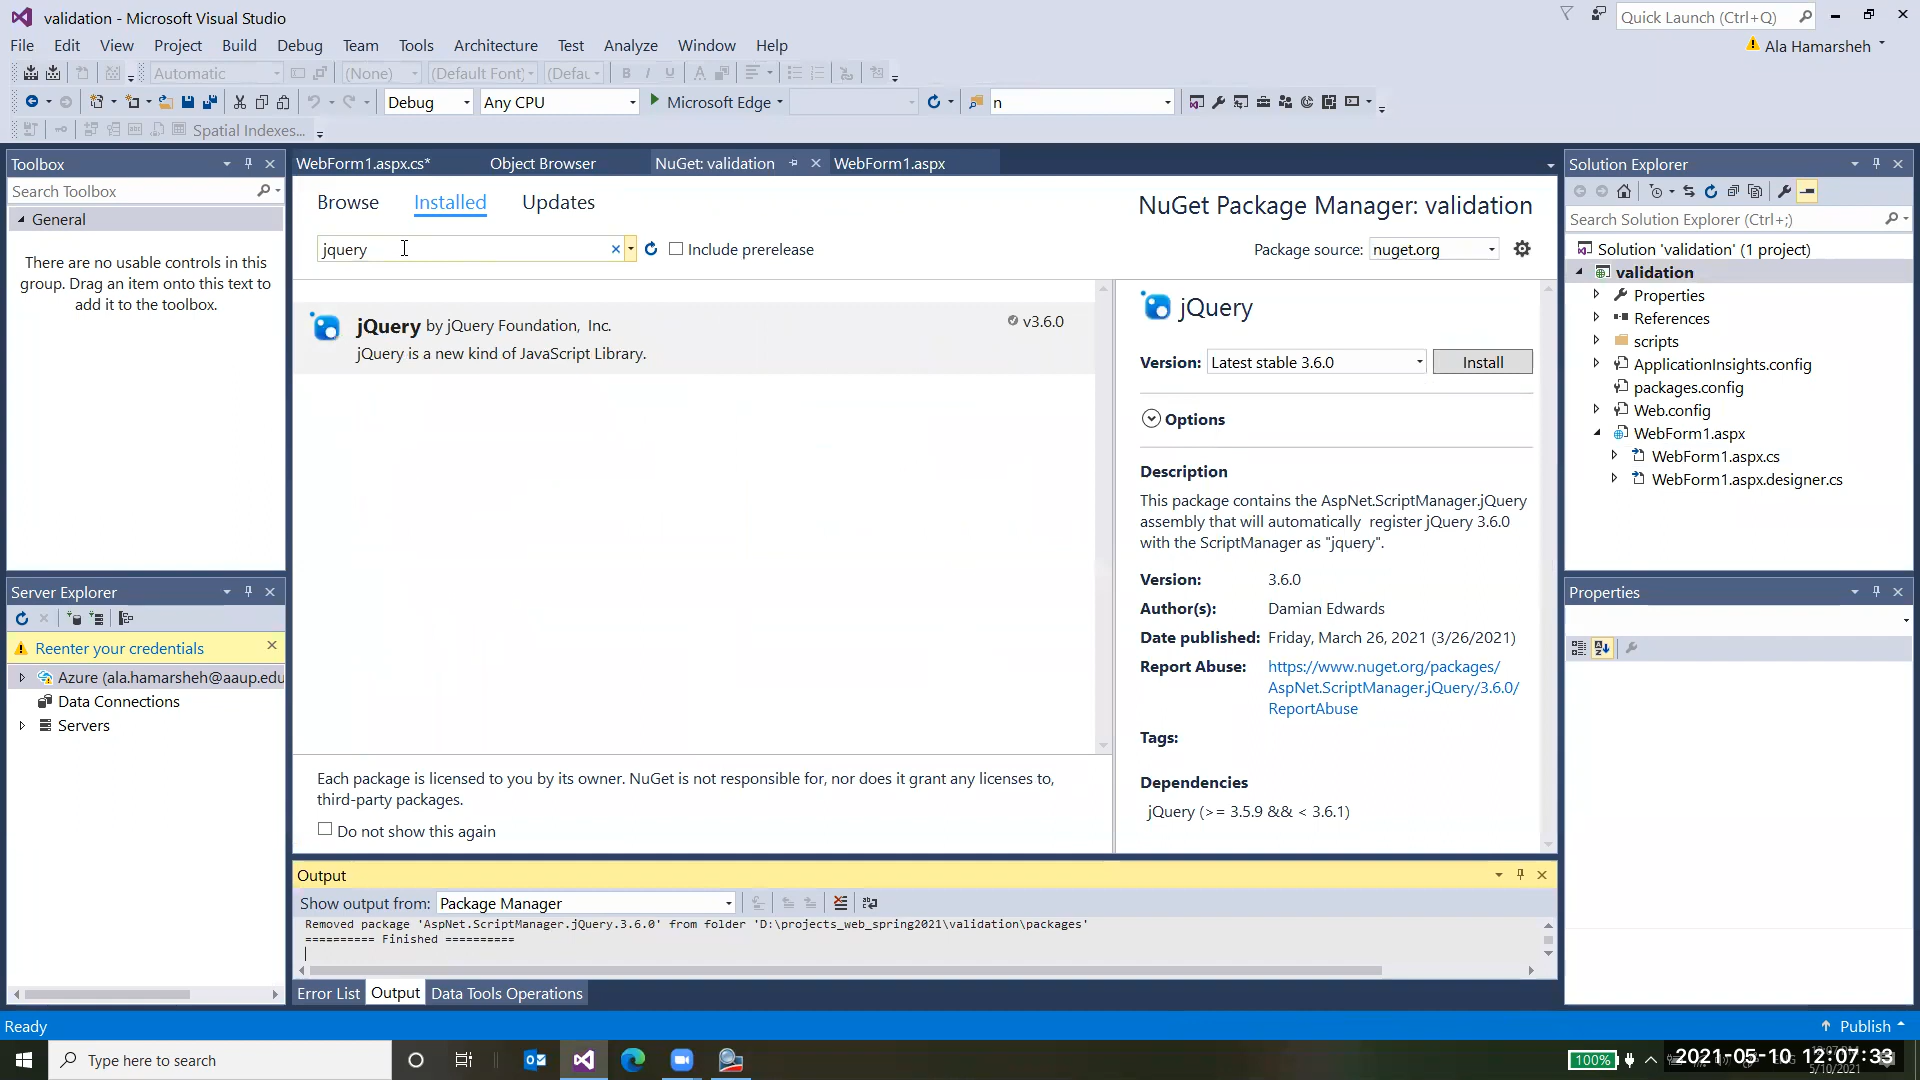 validation - Microsoft Visual Studio
Quick Launch (Ctrl+Q)
File Edit View Project Build Debug Team Tools Architecture Test Analyze Window Help
Ala Hamarsheh
Automatic (None) (Default Font) (Defau
B I U A
Debug Any CPU Microsoft Edge n
Spatial Indexes...
Toolbox
Search Toolbox
General
There are no usable controls in this
group. Drag an item onto this text to
add it to the toolbox.
Server Explorer
Reenter your credentials
Azure (ala.hamarsheh@aaup.edu
Data Connections
Servers
WebForm1.aspx.cs* Object Browser NuGet: validation WebForm1.aspx
Browse Installed Updates
NuGet Package Manager: validation
jquery
Include prerelease
Package source: nuget.org
jQuery by jQuery Foundation, Inc.
v3.6.0
jQuery is a new kind of JavaScript Library.
Each package is licensed to you by its owner. NuGet is not responsible for, nor does it grant any licenses to,
third-party packages.
Do not show this again
jQuery
Version: Latest stable 3.6.0 Install
Options
Description
This package contains the AspNet.ScriptManager.jQuery
assembly that will automatically register jQuery 3.6.0
with the ScriptManager as "jquery".
Version: 3.6.0
Author(s): Damian Edwards
Date published: Friday, March 26, 2021 (3/26/2021)
Report Abuse: https://www.nuget.org/packages/
AspNet.ScriptManager.jQuery/3.6.0/
ReportAbuse
Tags:
Dependencies
jQuery (>= 3.5.9 && < 3.6.1)
Output
Show output from: Package Manager
Removed package 'AspNet.ScriptManager.jQuery.3.6.0' from folder 'D:\projects_web_spring2021\validation\packages'
========== Finished ==========
Error List Output Data Tools Operations
Solution Explorer
Search Solution Explorer (Ctrl+;)
Solution 'validation' (1 project)
validation
Properties
References
scripts
ApplicationInsights.config
packages.config
Web.config
WebForm1.aspx
WebForm1.aspx.cs
WebForm1.aspx.designer.cs
Properties
Ready
Publish
Type here to search
100%
2021-05-10 12:07:33
5/10/2021